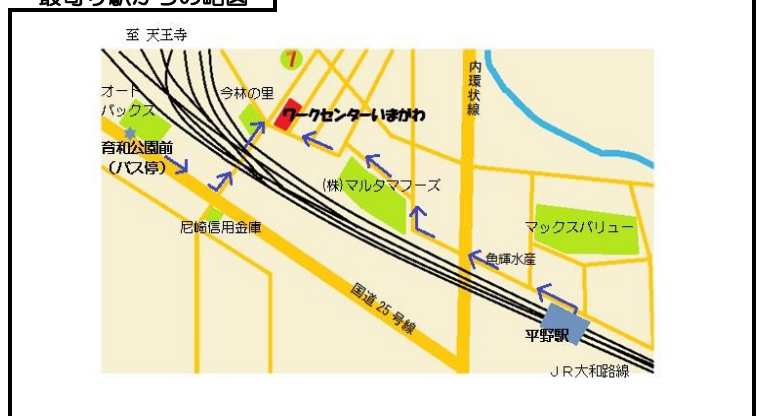 最寄り駅からの略図
至 天王寺
7
内環状線
オートバックス
今林の里
ワークセンターいまがわ
育和公園前
（バス停）
(株)マルタマフーズ
尼崎信用金庫
マックスバリュー
魚輝水産
国道25号線
平野駅
JR大和路線